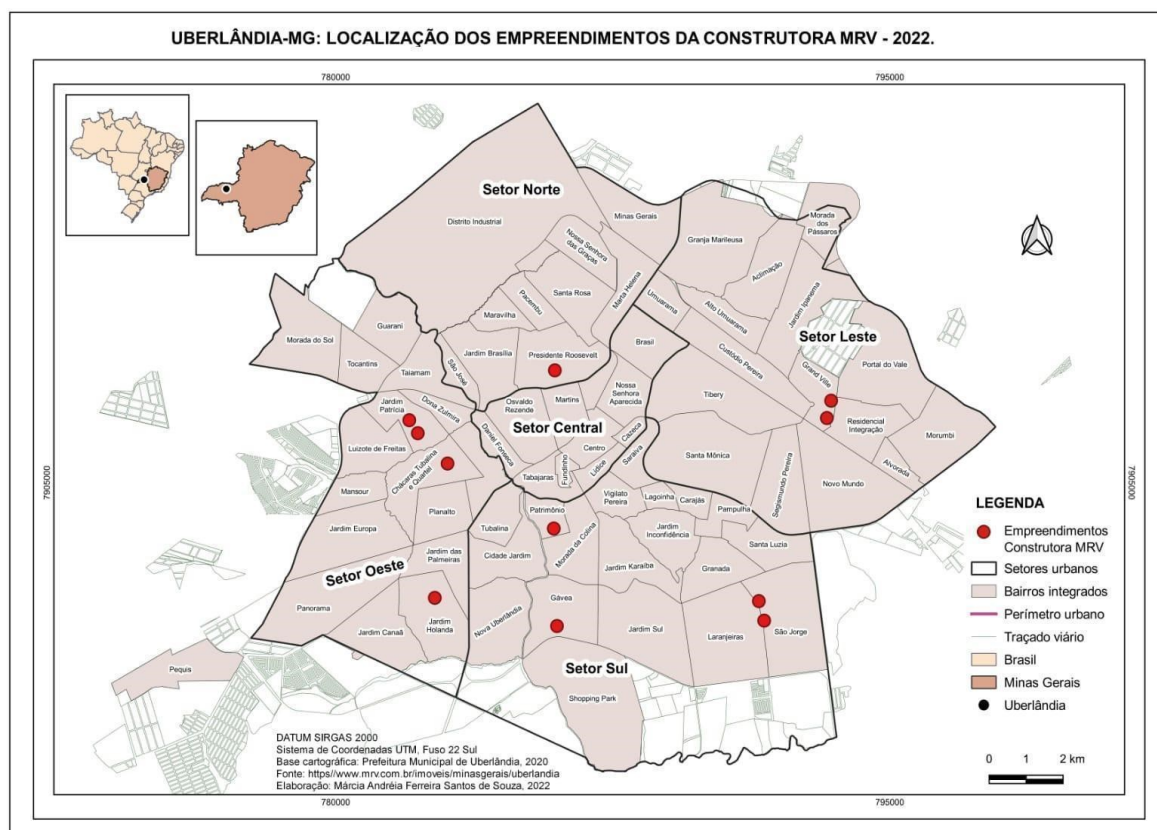 UBERLÂNDIA-MG: LOCALIZAÇÃO DOS EMPREENDIMENTOS DA CONSTRUTORA MRV - 2022.
780000
795000
Setor Norte
Distrito Industrial
Minas Gerais
Nossa Senhora
das Graças
Santa Rosa
Pacembu
Maravilha
Marta Helena
Jardim Brasília
Presidente Roosevelt
São José
Granja Marileusa
Morada
dos
Pássaros
Aclimação
Umuarama
Alto Umuarama
Jardim Ipanema
Setor Leste
Custódio Pereira
Grand Ville
Portal do Vale
Brasil
Tibery
Residencial
Integração
Morumbi
Alvorada
Santa Mônica
Segismundo Pereira
Novo Mundo
Guarani
Morada do Sol
Tocantins
Taiamam
Jardim
Patrícia
Dona Zulmira
Luizote de Freitas
Chácaras Tubalina
e Quartel
Mansour
Planalto
Jardim Europa
Jardim das
Palmeiras
Setor Oeste
Panorama
Jardim Canaã
Jardim
Holanda
Pequis
Osvaldo
Rezende
Martins
Nossa
Senhora
Aparecida
Setor Central
Daniel Fonseca
Centro
Cazeca
Tabajaras
Fundinho
Lídice
Saraiva
Patrimônio
Vigilato
Pereira
Lagoinha
Carajás
Pampulha
Tubalina
Cidade Jardim
Morada da Colina
Jardim
Inconfidência
Santa Luzia
Jardim Karaíba
Granada
Nova Uberlândia
Gávea
Jardim Sul
Laranjeiras
São Jorge
Setor Sul
Shopping Park
7905000
7905000
LEGENDA
Empreendimentos
Construtora MRV
Setores urbanos
Bairros integrados
Perímetro urbano
Traçado viário
Brasil
Minas Gerais
Uberlândia
0 1 2 km
DATUM SIRGAS 2000
Sistema de Coordenadas UTM, Fuso 22 Sul
Base cartográfica: Prefeitura Municipal de Uberlândia, 2020
Fonte: https//www.mrv.com.br/imoveis/minasgerais/uberlandia
Elaboração: Márcia Andréia Ferreira Santos de Souza, 2022
780000
795000